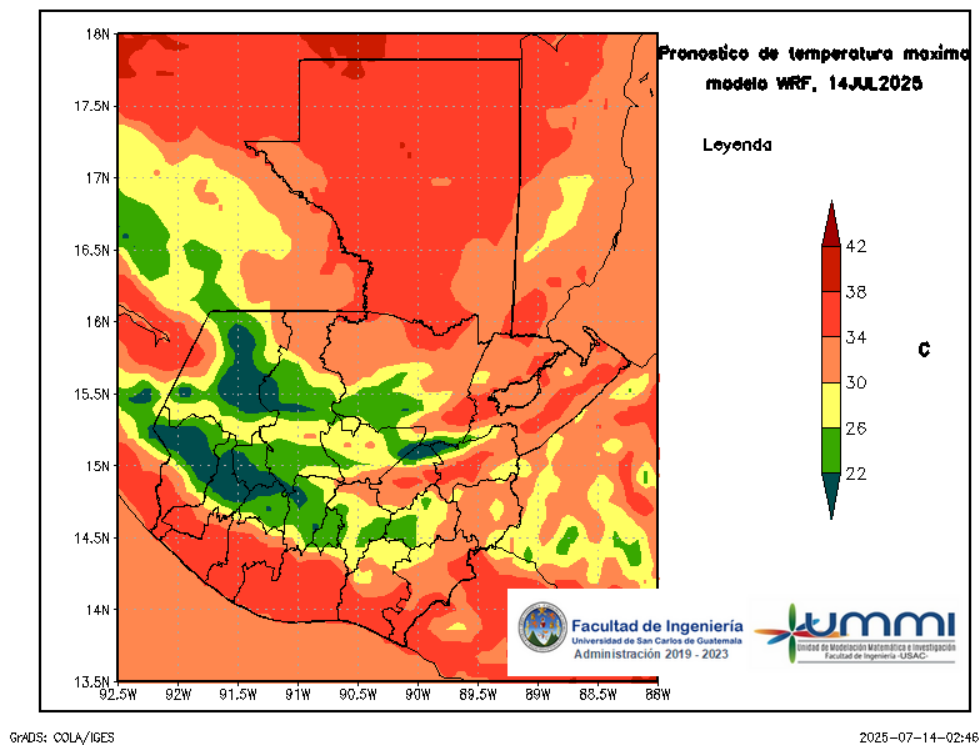 Pronostico de temperatura maxima
modelo WRF, 14JUL2025
Leyenda
42
38
34
30
26
22
C
18N
17.5N
17N
16.5N
16N
15.5N
15N
14.5N
14N
13.5N
92.5W
92W
91.5W
91W
90.5W
90W
89.5W
89W
88.5W
88W
Facultad de Ingeniería
Universidad de San Carlos de Guatemala
Administración 2019 - 2023
ummi
Unidad de Modelación Matemática e Investigación
Facultad de Ingeniería -USAC-
GrADS: COLA/IGES
2025-07-14-02:46